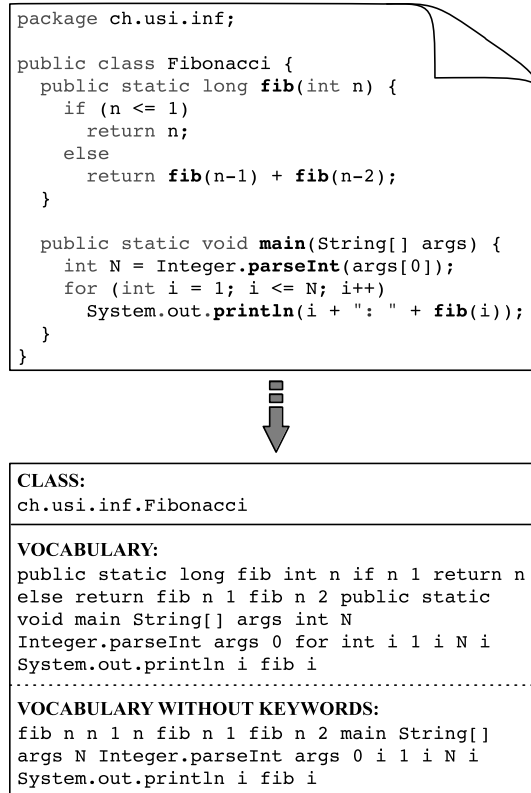 package ch.usi.inf;
public class Fibonacci {
public static long fib(int n) {
if (n <= 1)
return n;
else
return fib(n-1) + fib(n-2);
}
public static void main(String[] args) {
int N = Integer.parseInt(args[0]);
for (int i = 1; i <= N; i++)
System.out.println(i + ": " + fib(i));
}
}
CLASS:
ch.usi.inf.Fibonacci
VOCABULARY:
public static long fib int n if n 1 return n
else return fib n 1 fib n 2 public static
void main String[] args int N
Integer.parseInt args 0 for int i 1 i N i
System.out.println i fib i
VOCABULARY WITHOUT KEYWORDS:
fib n n 1 n fib n 1 fib n 2 main String[]
args N Integer.parseInt args 0 i 1 i N i
System.out.println i fib i